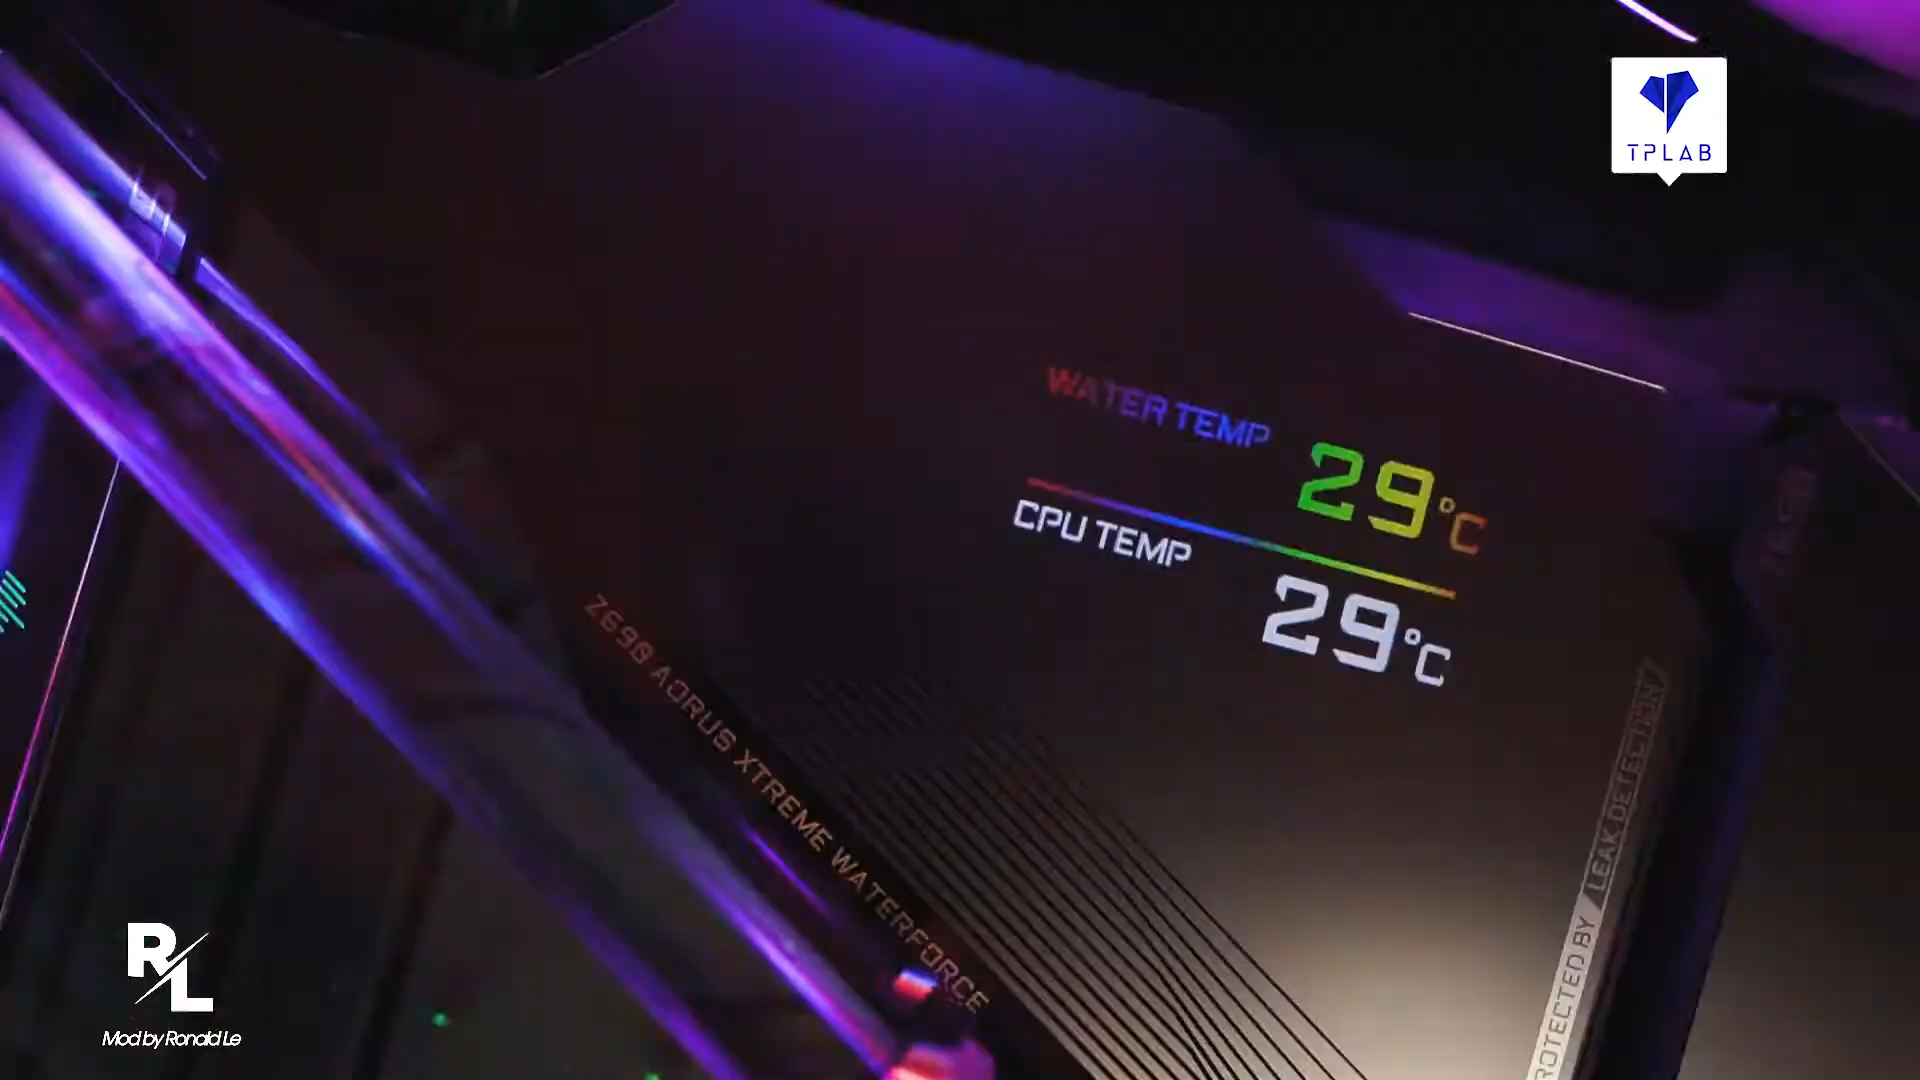 TPLAB
WATER TEMP 29°C
CPU TEMP
29°C
Z690 AORUS XTREME WATERFORCE
PROTECTED BY LEAK DETECTION
R/L
Mod by Ronald Le